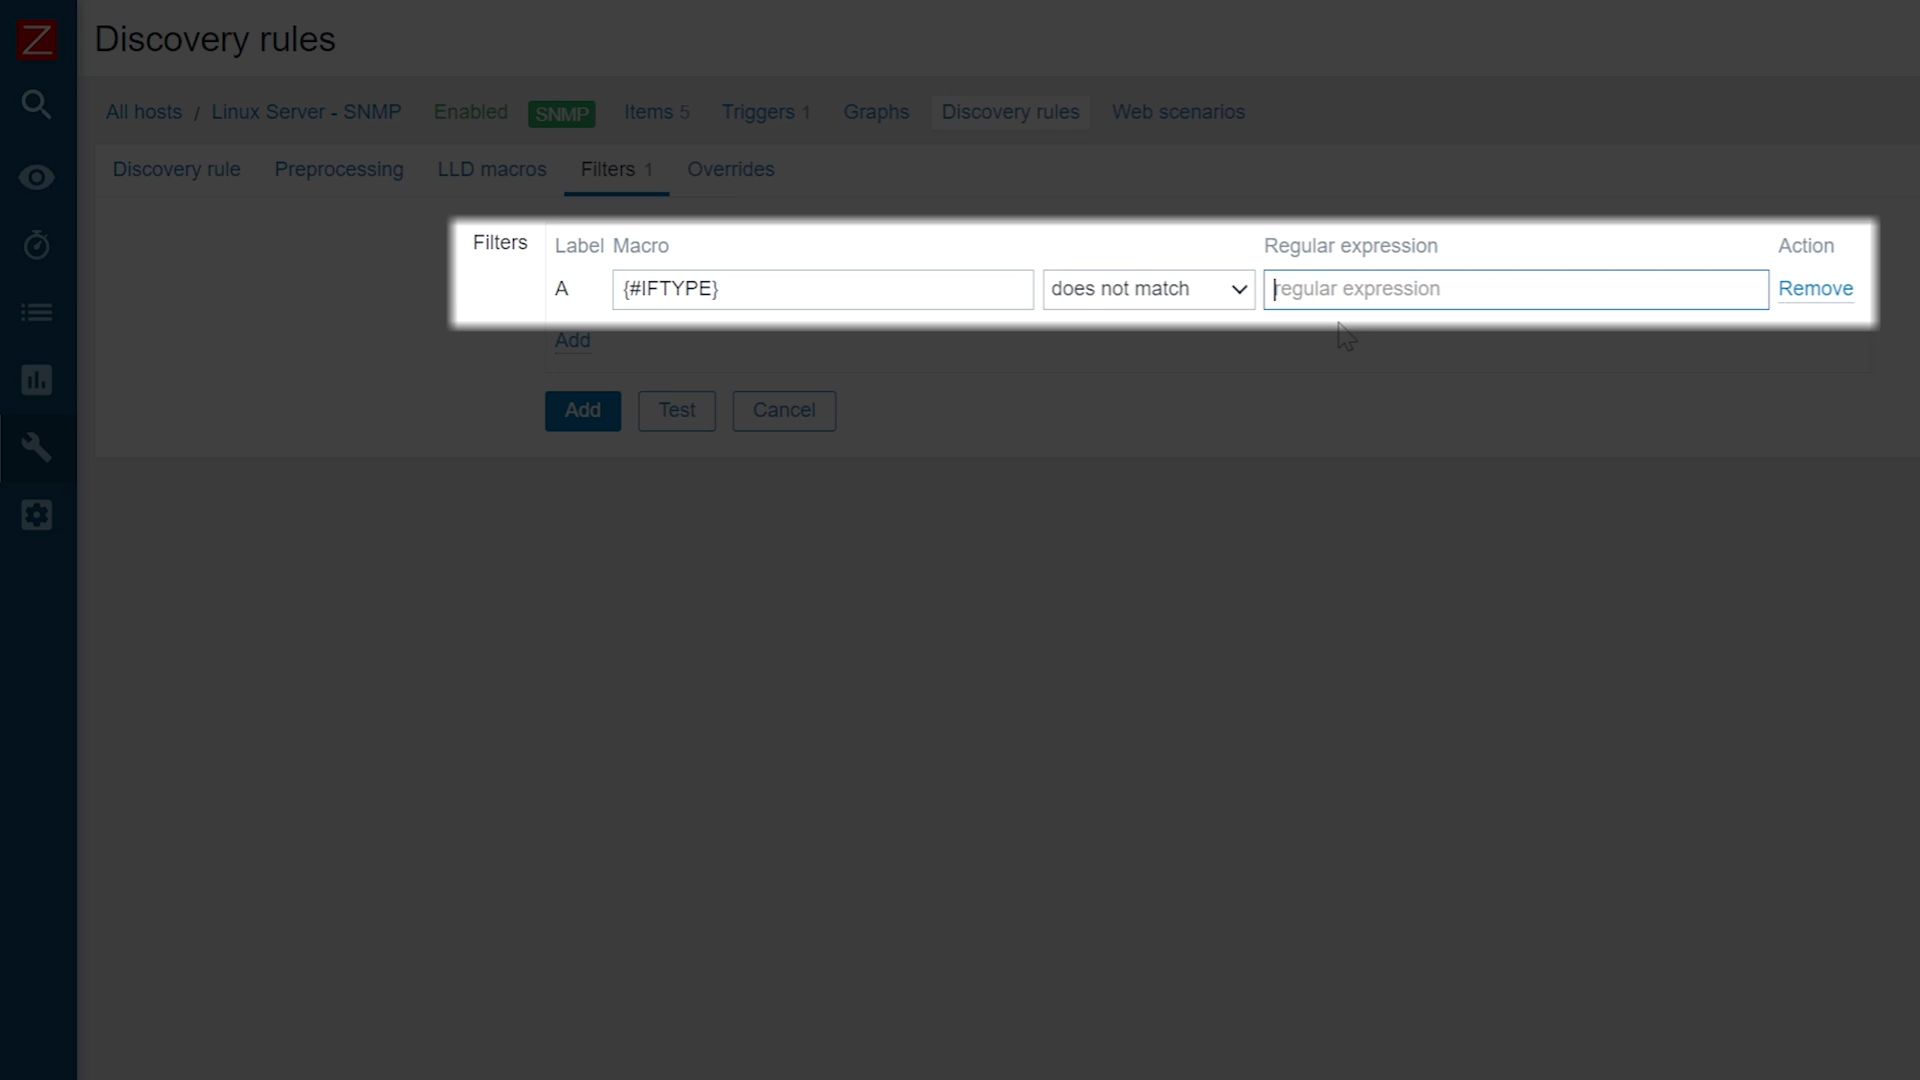 Z
Discovery rules
All hosts / Linux Server - SNMP Enabled SNMP Items 5 Triggers 1 Graphs Discovery rules Web scenarios
Discovery rule Preprocessing LLD macros Filters 1 Overrides
Filters Label Macro Regular expression Action
A {#IFTYPE} does not match regular expression Remove
Add
Add Test Cancel